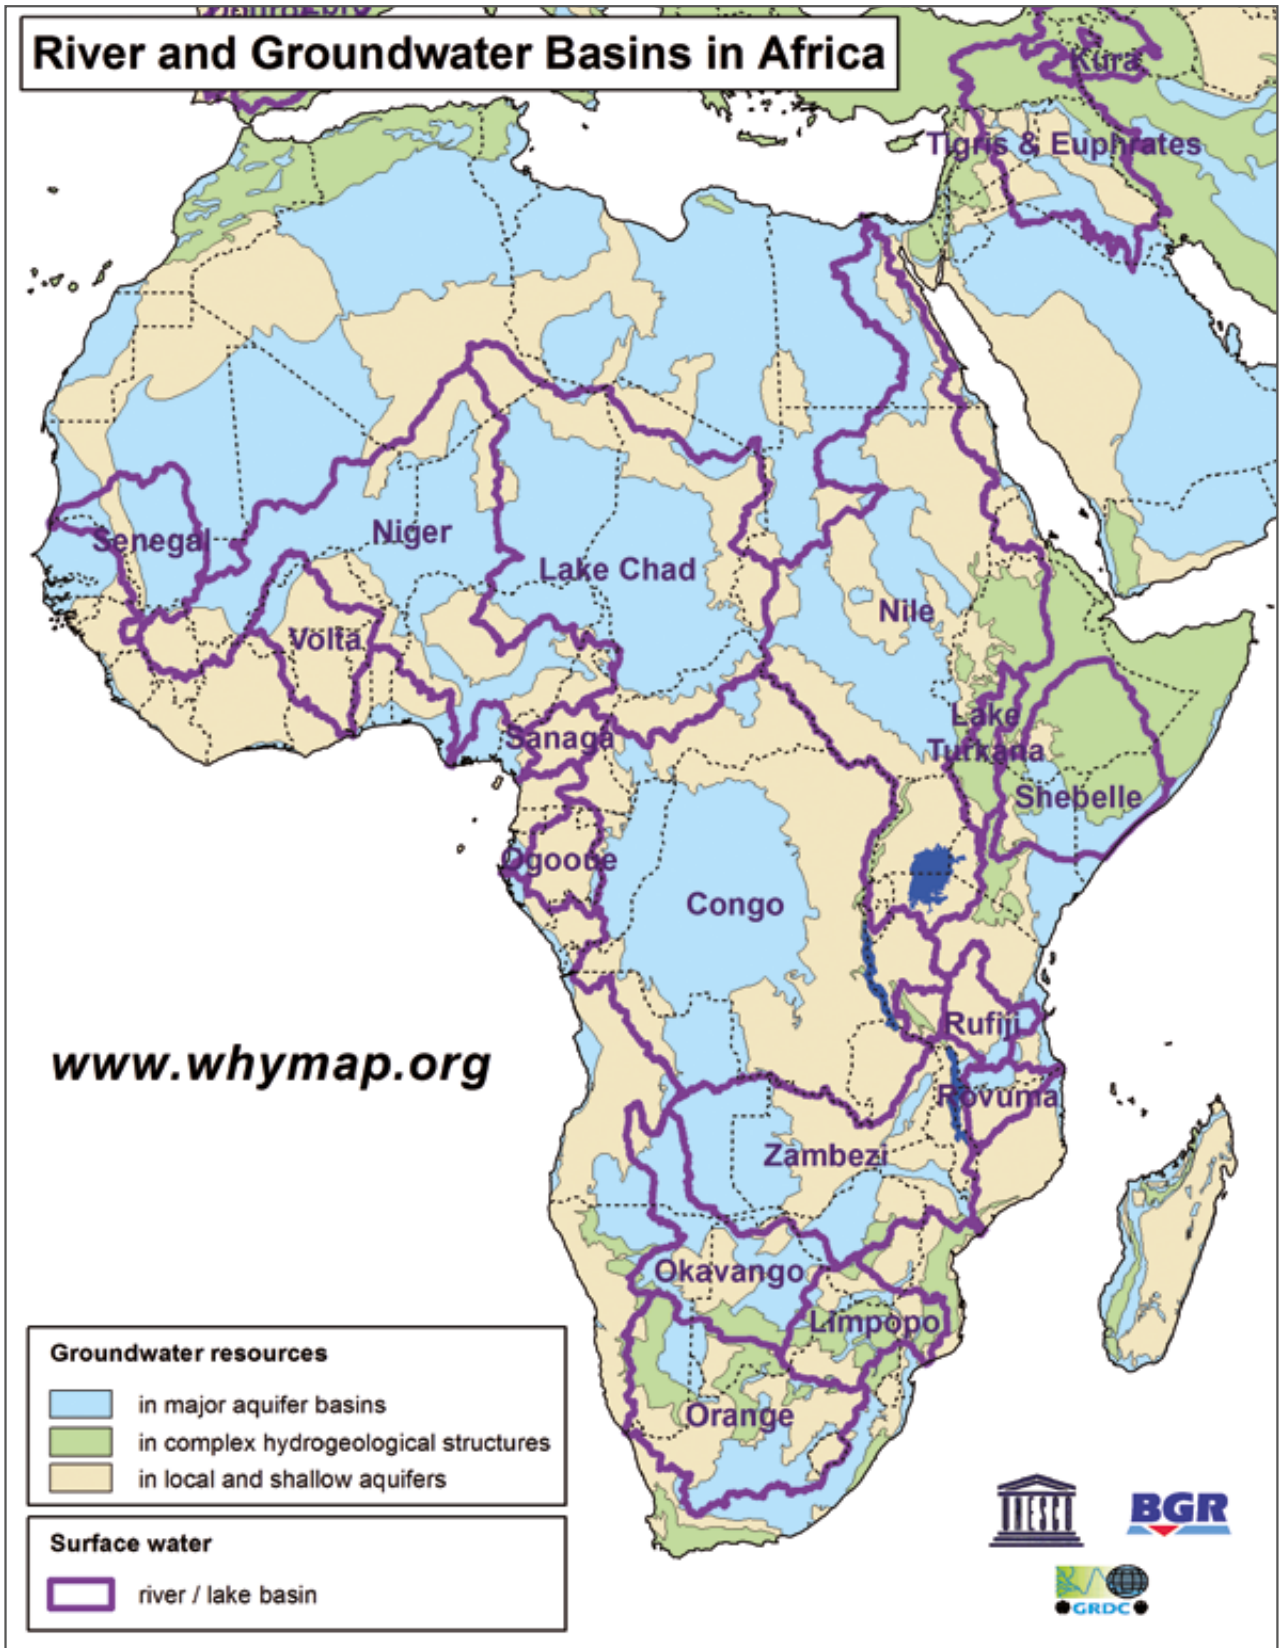 River and Groundwater Basins in Africa
Kura
Tigris & Euphrates
Senegal
Niger
Lake Chad
Nile
Volta
Lake
Turkana
Sanaga
Shebelle
Ogooue
Congo
Rufiji
www.whymap.org
Rovuma
Zambezi
Okavango
Limpopo
Orange
Groundwater resources
in major aquifer basins
in complex hydrogeological structures
in local and shallow aquifers
Surface water
river / lake basin
UNESCO
BGR
GRDC